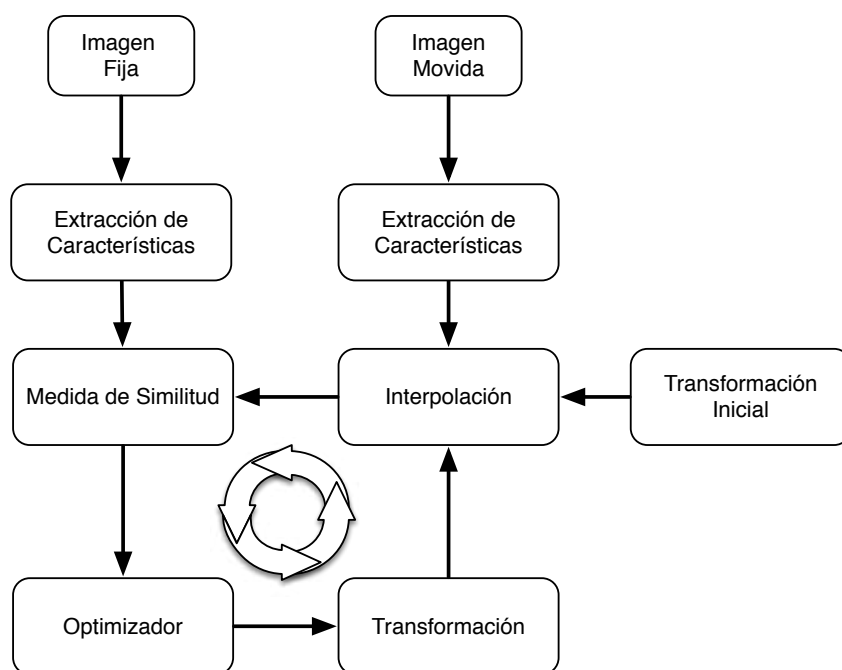 Imagen
Fija
Imagen
Movida
Extracción de
Características
Extracción de
Características
Medida de Similitud
Interpolación
Transformación
Inicial
Optimizador
Transformación